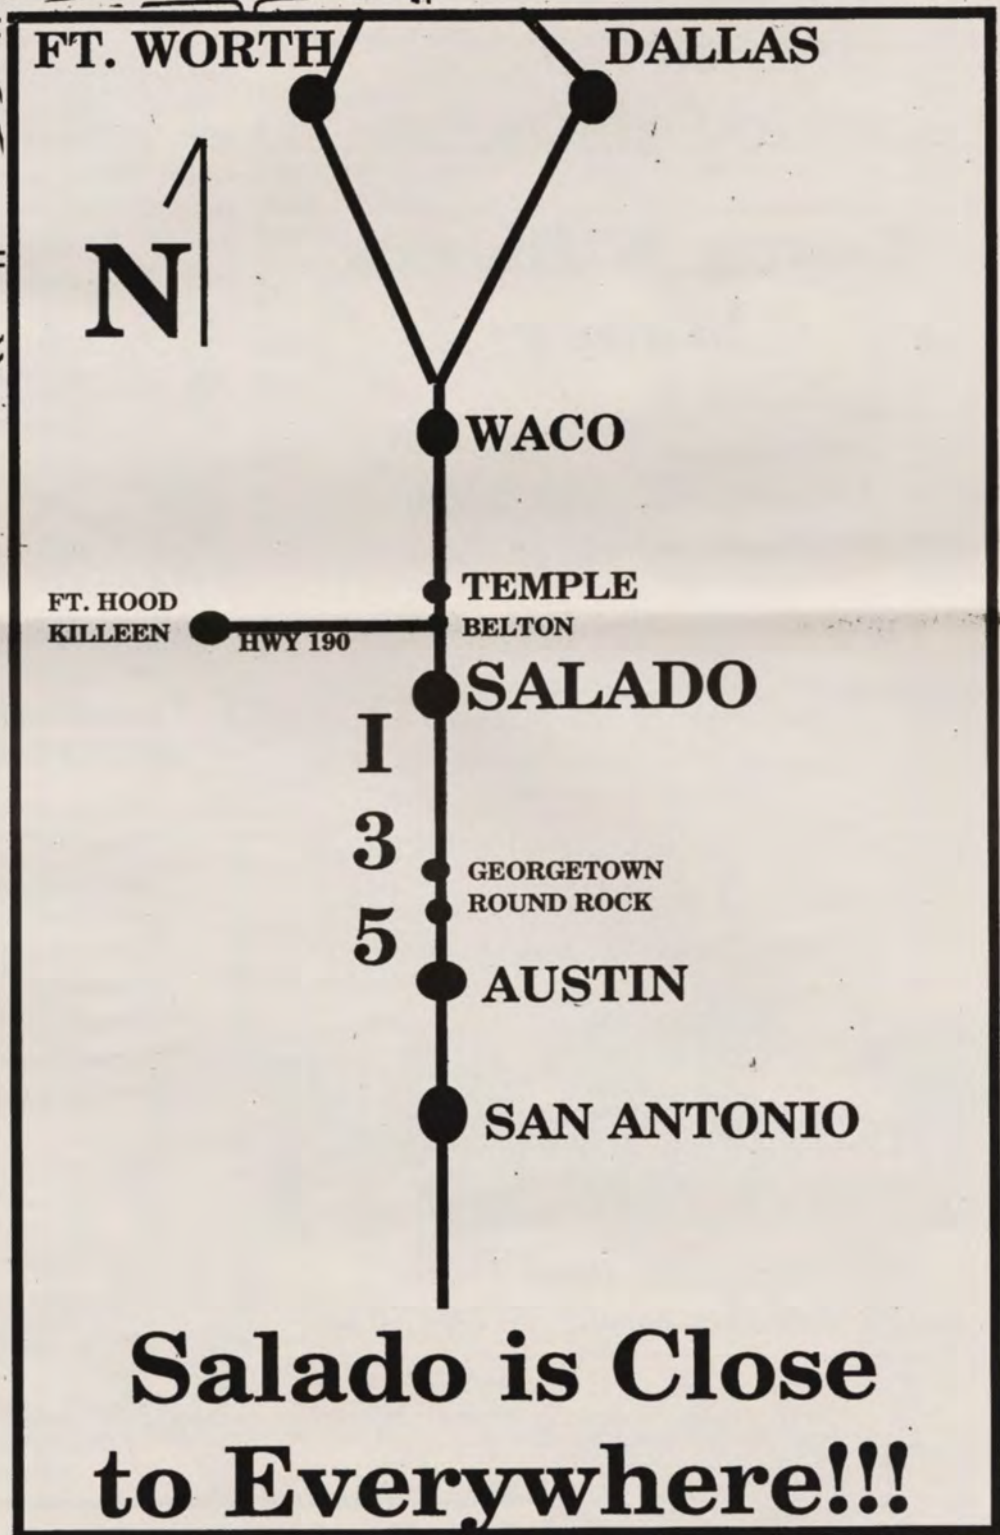 FT. WORTH
DALLAS
N
WACO
TEMPLE
FT. HOOD
KILLEEN
HWY 190
BELTON
SALADO
I
3
5
GEORGETOWN
ROUND ROCK
AUSTIN
SAN ANTONIO
Salado is Close
to Everywhere!!!